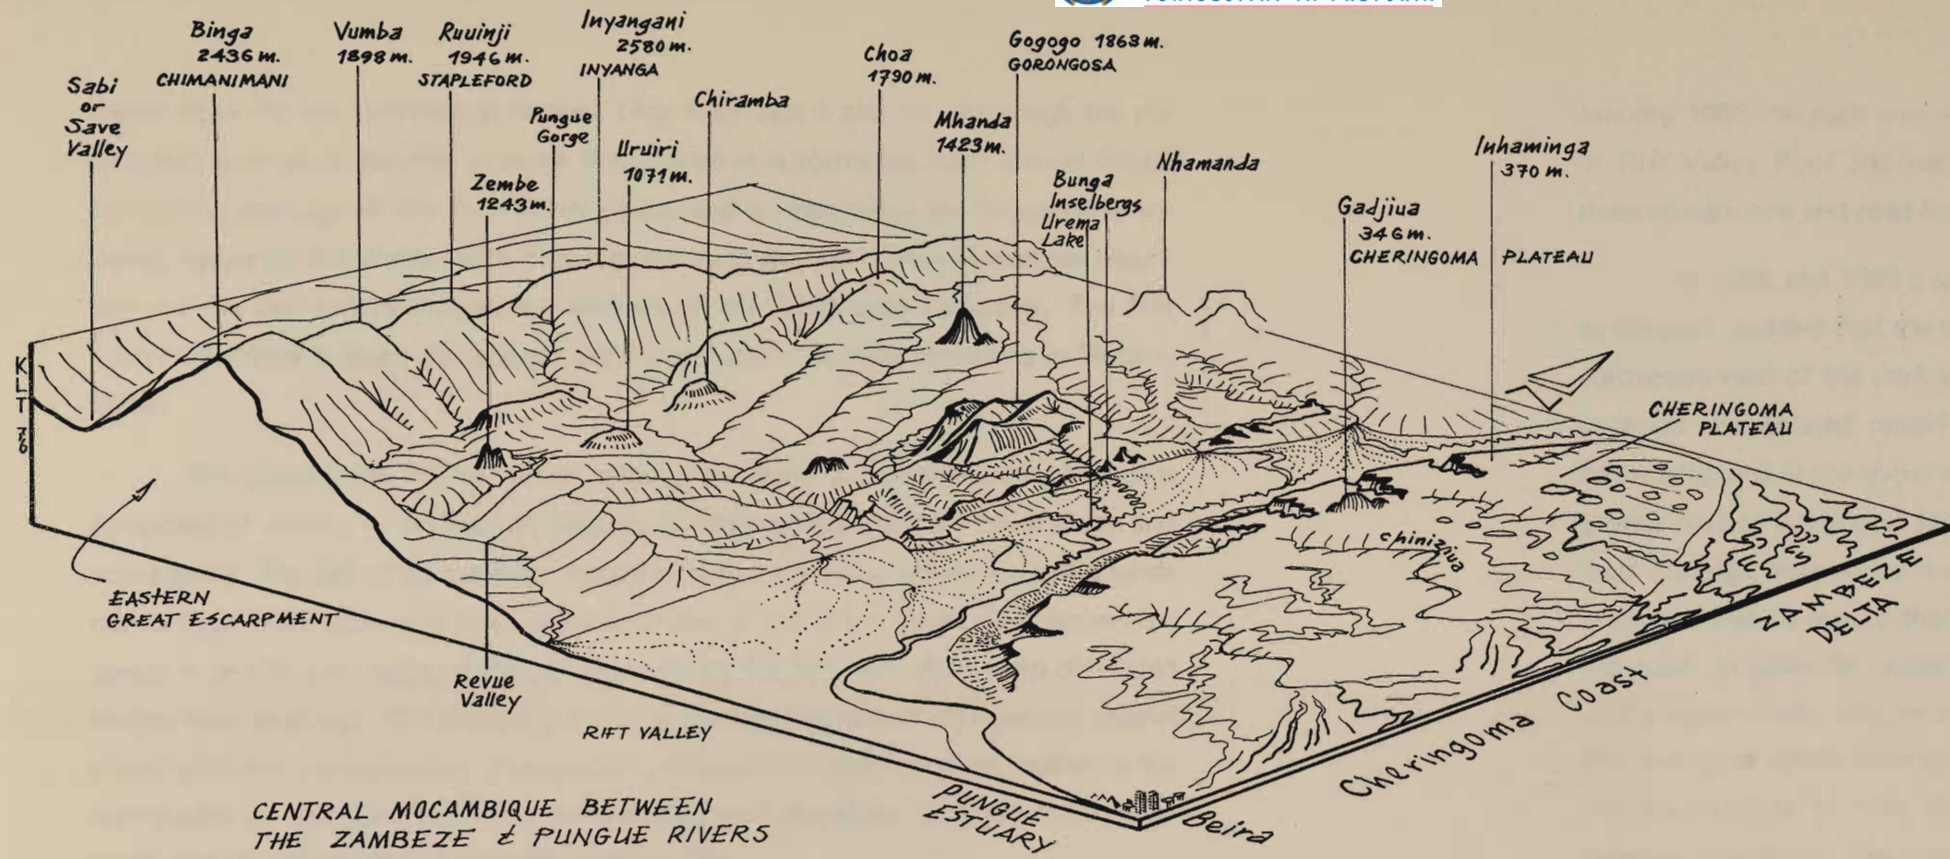 Binga
2436 m.
CHIMANIMANI
Vumba
1898 m.
Ruuinji
1946 m.
STAPLEFORD
Inyangani
2580 m.
INYANGA
Choa
1790 m.
Gogogo 1863 m.
GORONGOSA
Sabi
or
Save
Valley
Pungue
Gorge
Chiramba
Uruiri
1071 m.
Zembe
1243 m.
Mhanda
1423 m.
Bunga
Inselbergs
Urema
Lake
Nhamanda
Inhaminga
370 m.
Gadjiua
346 m.
CHERINGOMA PLATEAU
CHERINGOMA
PLATEAU
KLT 76
chiniziua
EASTERN
GREAT ESCARPMENT
ZAMBEZE
DELTA
Revue
Valley
RIFT VALLEY
Cheringoma Coast
PUNGUE
ESTUARY
Beira
CENTRAL MOCAMBIQUE BETWEEN
THE ZAMBEZE & PUNGUE RIVERS